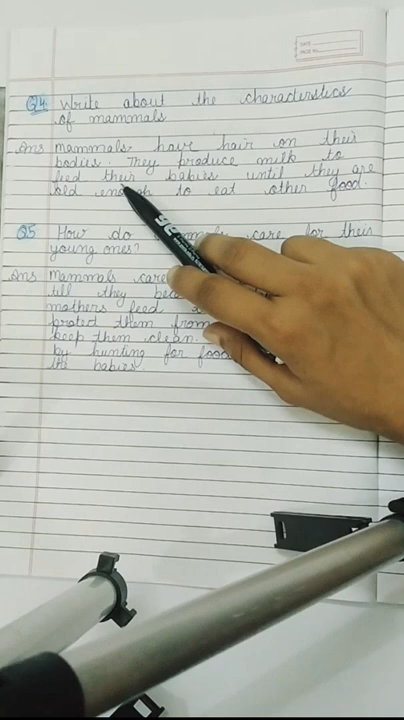 DATE
PAGE No.
Q4 Write about the characteristics
of mammals
Ans mammals have hair on their
bodies. They produce milk to
feed their babies until they are
old enough to eat other food.
Q5 How do care for their
young ones?
Ans Mammals care
till they
mothers feed
protect them from
keep them clean.
by hunting for food
the babies.